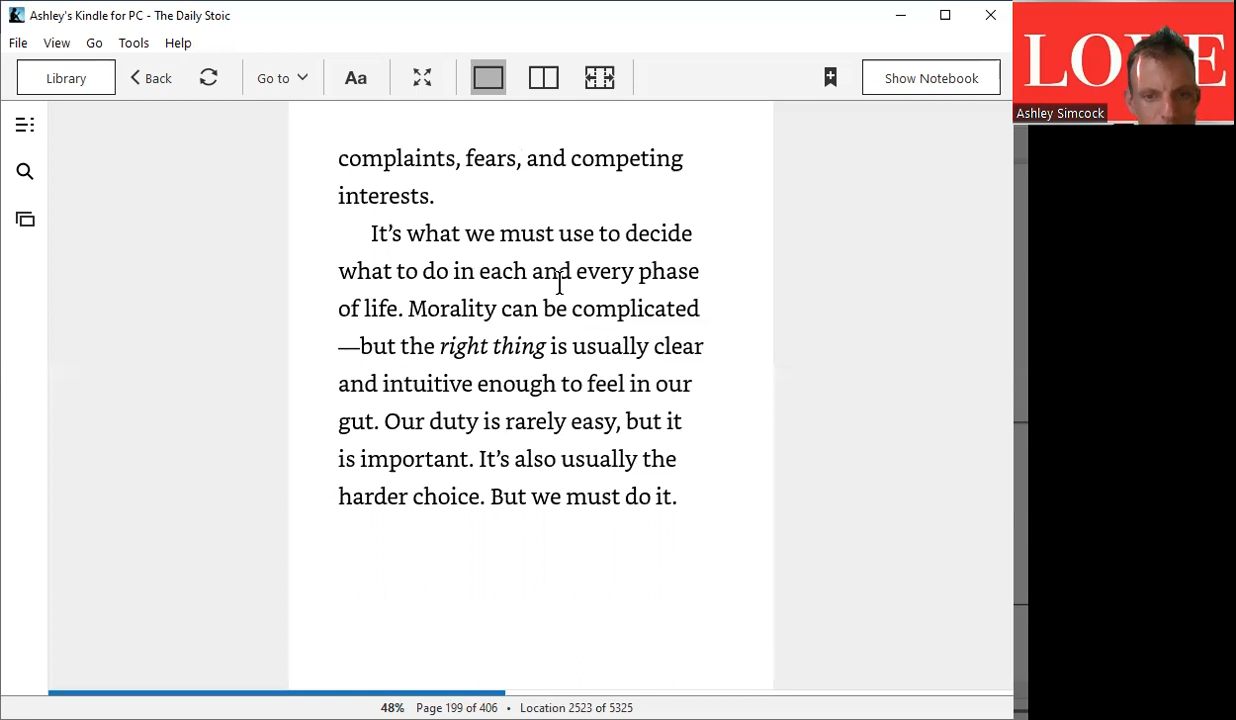 Ashley's Kindle for PC - The Daily Stoic
File View Go Tools Help
Library Back Go to Aa Show Notebook
LOVE
Ashley Simcock
complaints, fears, and competing
interests.
It's what we must use to decide
what to do in each and every phase
of life. Morality can be complicated
—but the right thing is usually clear
and intuitive enough to feel in our
gut. Our duty is rarely easy, but it
is important. It's also usually the
harder choice. But we must do it.
48% Page 199 of 406 • Location 2523 of 5325